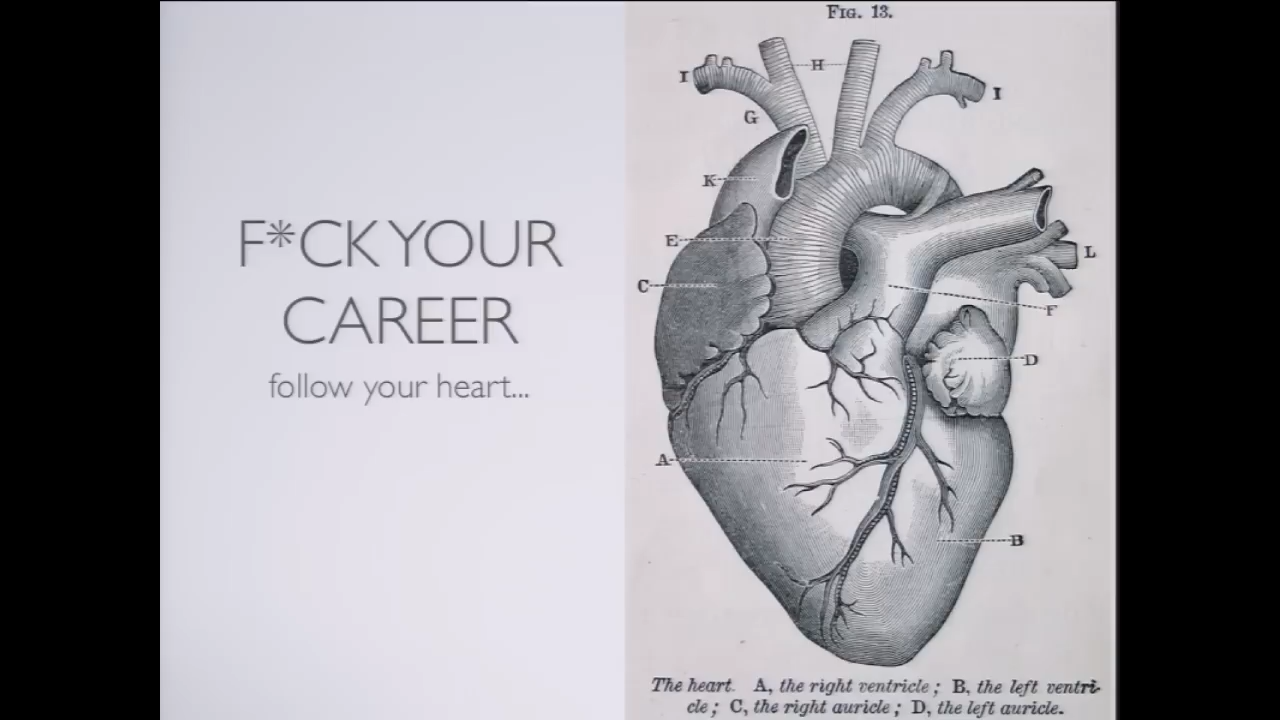 F*CK YOUR
CAREER
follow your heart...
FIG. 13.
I
H
I
G
K
E
L
C
F
D
A
B
The heart. A, the right ventricle; B, the left ventri-
cle; C, the right auricle; D, the left auricle.